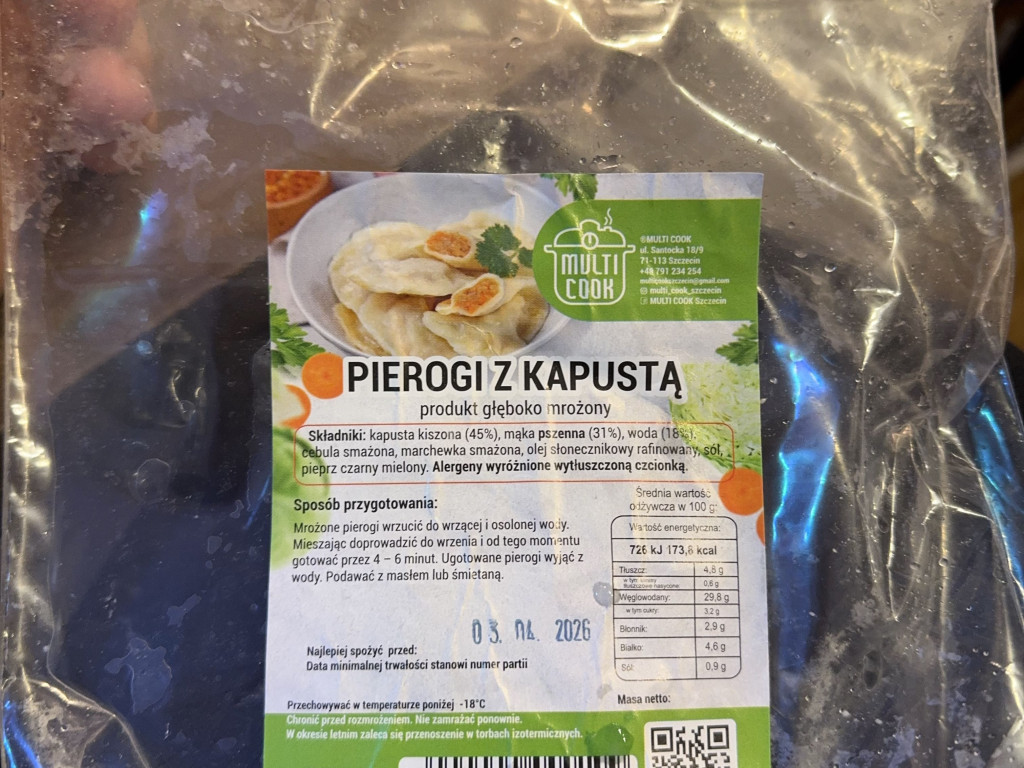 MULTI
COOK
©MULTI COOK
ul. Santocka 18/9
71-113 Szczecin
+48 791 234 254
multi_cook_szczecin
MULTI COOK Szczecin
PIEROGI Z KAPUSTĄ
produkt głęboko mrożony
Składniki: kapusta kiszona (45%), mąka pszenna (31%), woda (18%),
cebula smażona, marchewka smażona, olej słonecznikowy rafinowany, sól,
pieprz czarny mielony. Alergeny wyróżnione wytłuszczoną czcionką.
Sposób przygotowania:
Mrożone pierogi wrzucić do wrzącej i osolonej wody.
Mieszając doprowadzić do wrzenia i od tego momentu
gotować przez 4 – 6 minut. Ugotowane pierogi wyjąć z
wody. Podawać z masłem lub śmietaną.
Średnia wartość
odżywcza w 100 g:
Wartość energetyczna:
726 kJ 173,8 kcal
Tłuszcz: 4,8 g
w tym kwasy
tłuszczowe nasycone: 0,6 g
Węglowodany: 29,8 g
w tym cukry: 3,2 g
Błonnik: 2,9 g
Białko: 4,6 g
Sól: 0,9 g
03. 04. 2026
Najlepiej spożyć przed:
Data minimalnej trwałości stanowi numer partii
Przechowywać w temperaturze poniżej -18°C
Masa netto:
Chronić przed rozmrożeniem. Nie zamrażać ponownie.
W okresie letnim zaleca się przenoszenie w torbach izotermicznych.